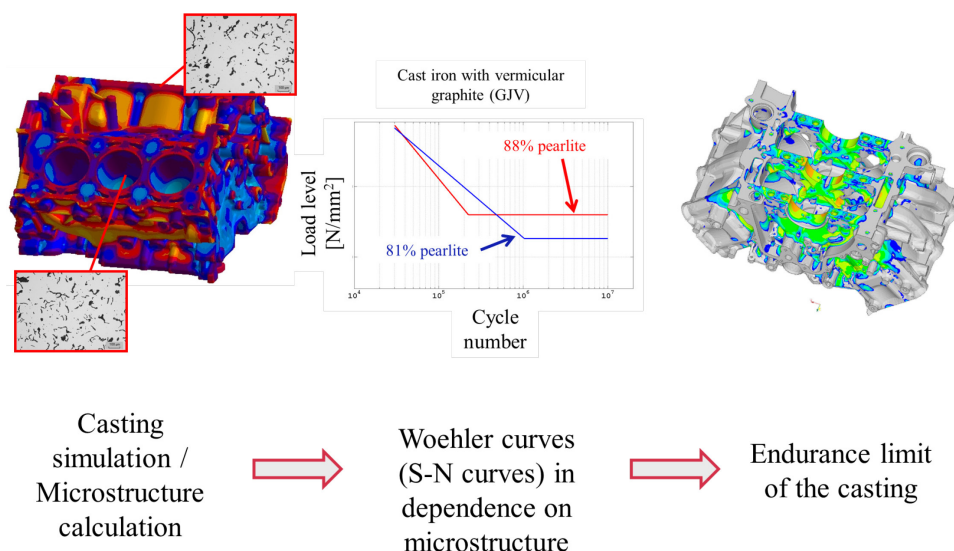 Cast iron with vermicular
graphite (GJV)
Load level
[N/mm²]
88% pearlite
81% pearlite
10⁴
10⁵
10⁶
10⁷
Cycle
number
Casting
simulation /
Microstructure
calculation
Woehler curves
(S-N curves) in
dependence on
microstructure
Endurance limit
of the casting